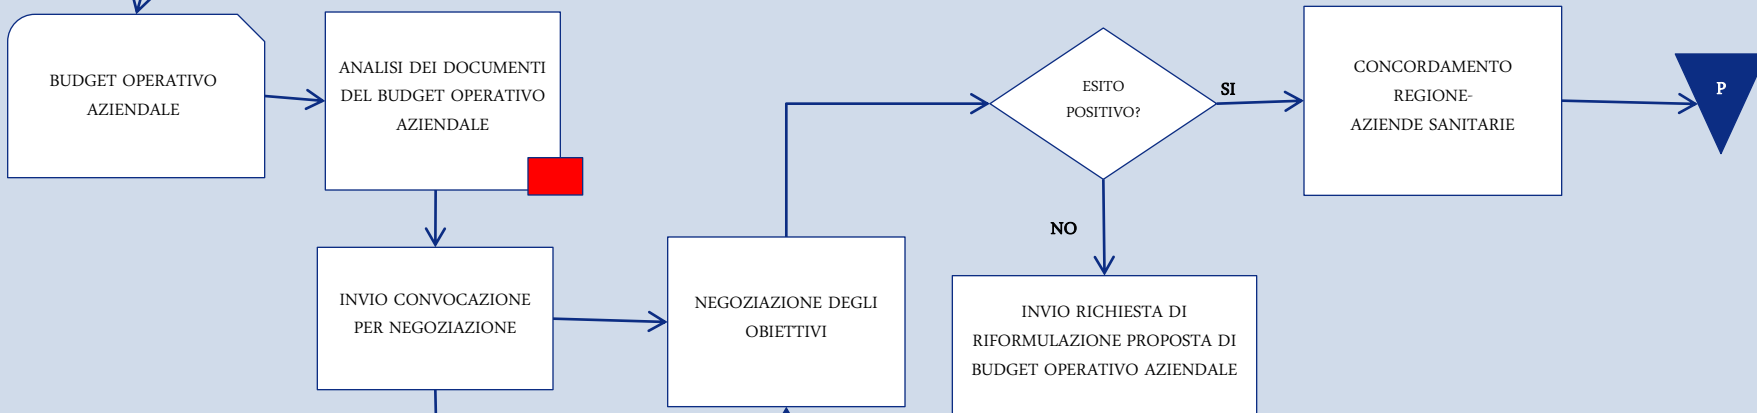 BUDGET OPERATIVO
AZIENDALE
ANALISI DEI DOCUMENTI
DEL BUDGET OPERATIVO
AZIENDALE
INVIO CONVOCAZIONE
PER NEGOZIAZIONE
NEGOZIAZIONE DEGLI
OBIETTIVI
ESITO
POSITIVO?
SI
NO
CONCORDAMENTO
REGIONE-
AZIENDE SANITARIE
P
INVIO RICHIESTA DI
RIFORMULAZIONE PROPOSTA DI
BUDGET OPERATIVO AZIENDALE